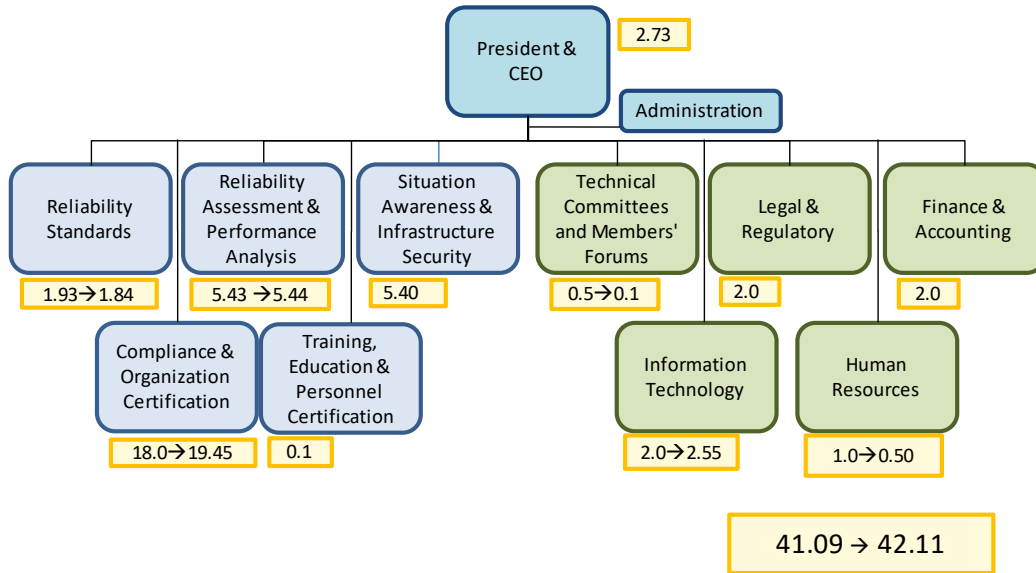 President &
CEO
2.73
Administration
Reliability
Standards
1.93→1.84
Reliability
Assessment &
Performance
Analysis
5.43 →5.44
Situation
Awareness &
Infrastructure
Security
5.40
Technical
Committees
and Members'
Forums
0.5→0.1
Legal &
Regulatory
2.0
Finance &
Accounting
2.0
Compliance &
Organization
Certification
18.0→19.45
Training,
Education &
Personnel
Certification
0.1
Information
Technology
2.0→2.55
Human
Resources
1.0→0.50
41.09 → 42.11